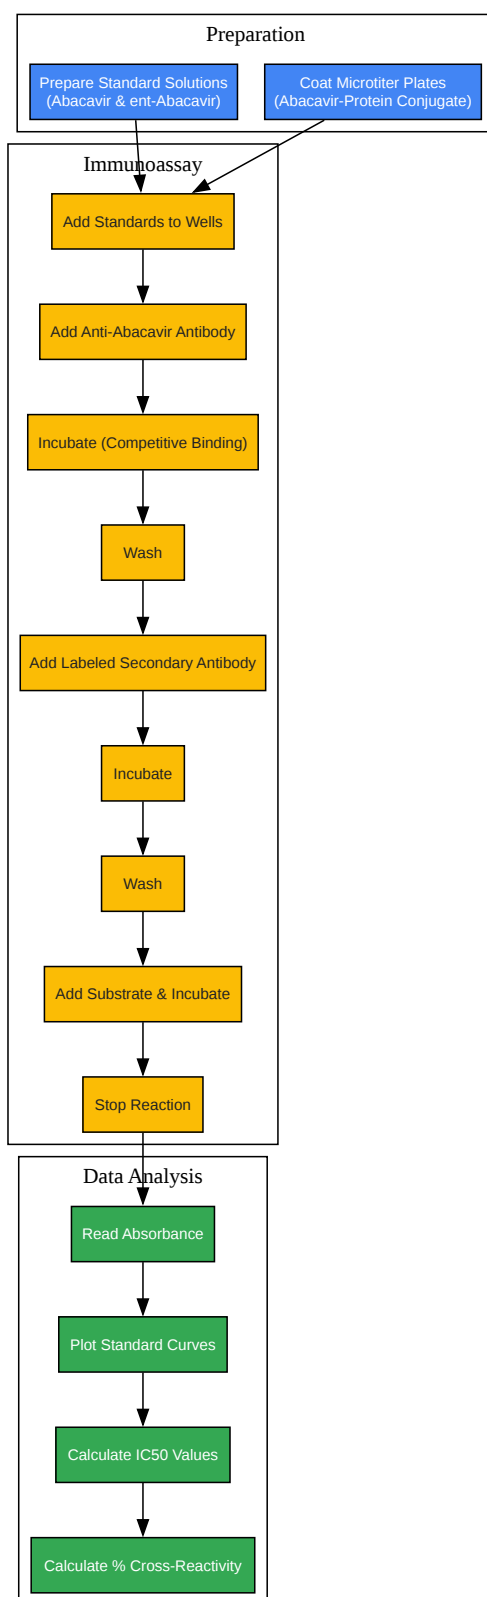 Preparation
Prepare Standard Solutions
(Abacavir & ent-Abacavir)
Coat Microtiter Plates
(Abacavir-Protein Conjugate)
Immunoassay
Add Standards to Wells
Add Anti-Abacavir Antibody
Incubate (Competitive Binding)
Wash
Add Labeled Secondary Antibody
Incubate
Wash
Add Substrate & Incubate
Stop Reaction
Data Analysis
Read Absorbance
Plot Standard Curves
Calculate IC50 Values
Calculate % Cross-Reactivity